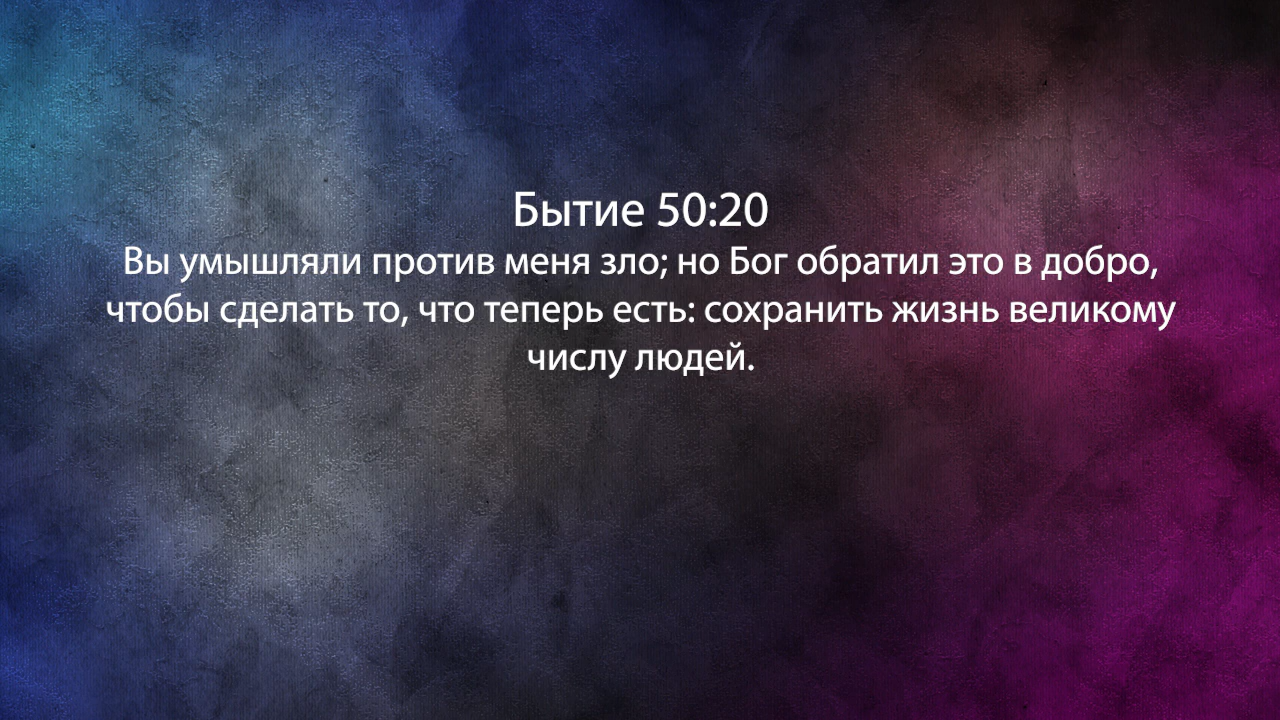 Бытие 50:20
Вы умышляли против меня зло; но Бог обратил это в добро,
чтобы сделать то, что теперь есть: сохранить жизнь великому
числу людей.